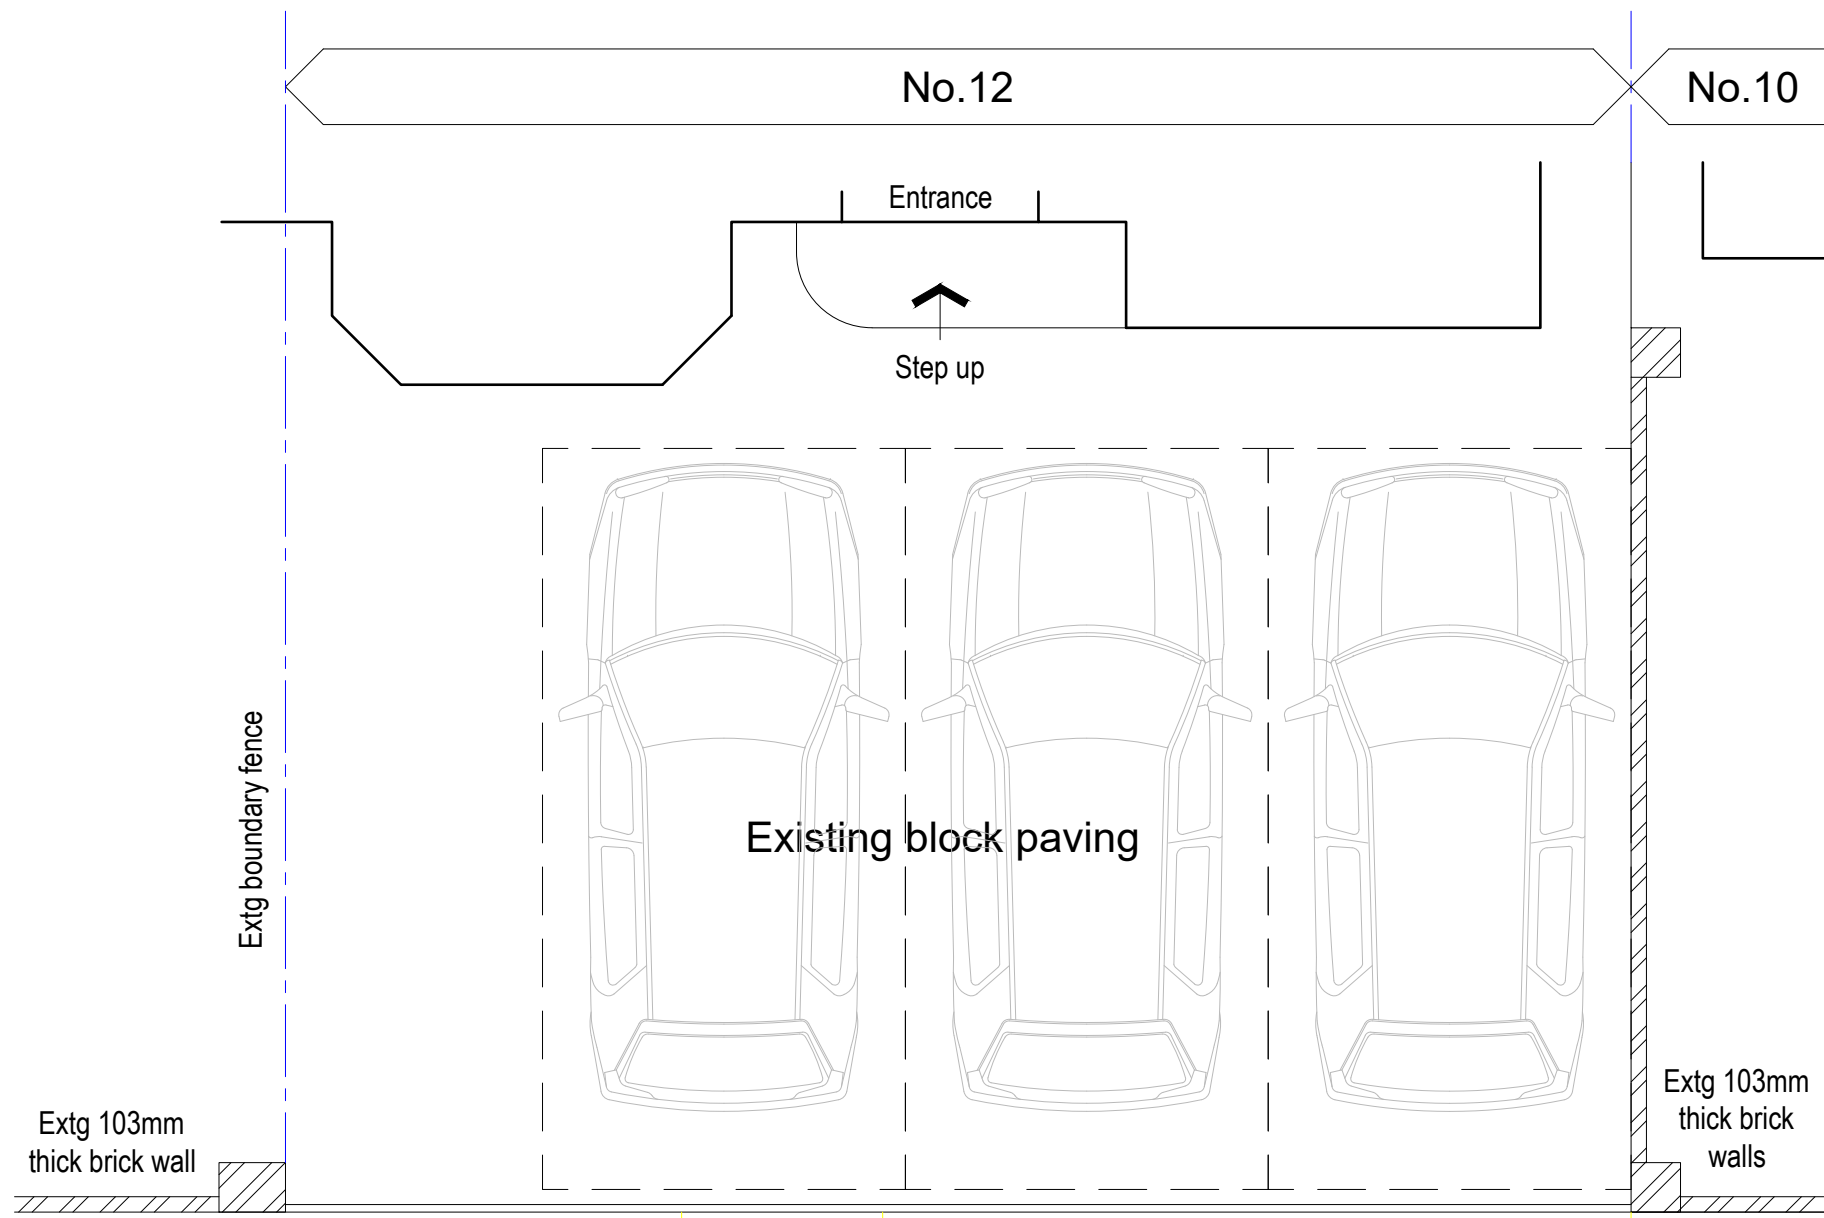 No.12
No.10
Entrance
Step up
Extg boundary fence
Existing block paving
Extg 103mm
thick brick wall
Extg 103mm
thick brick
walls